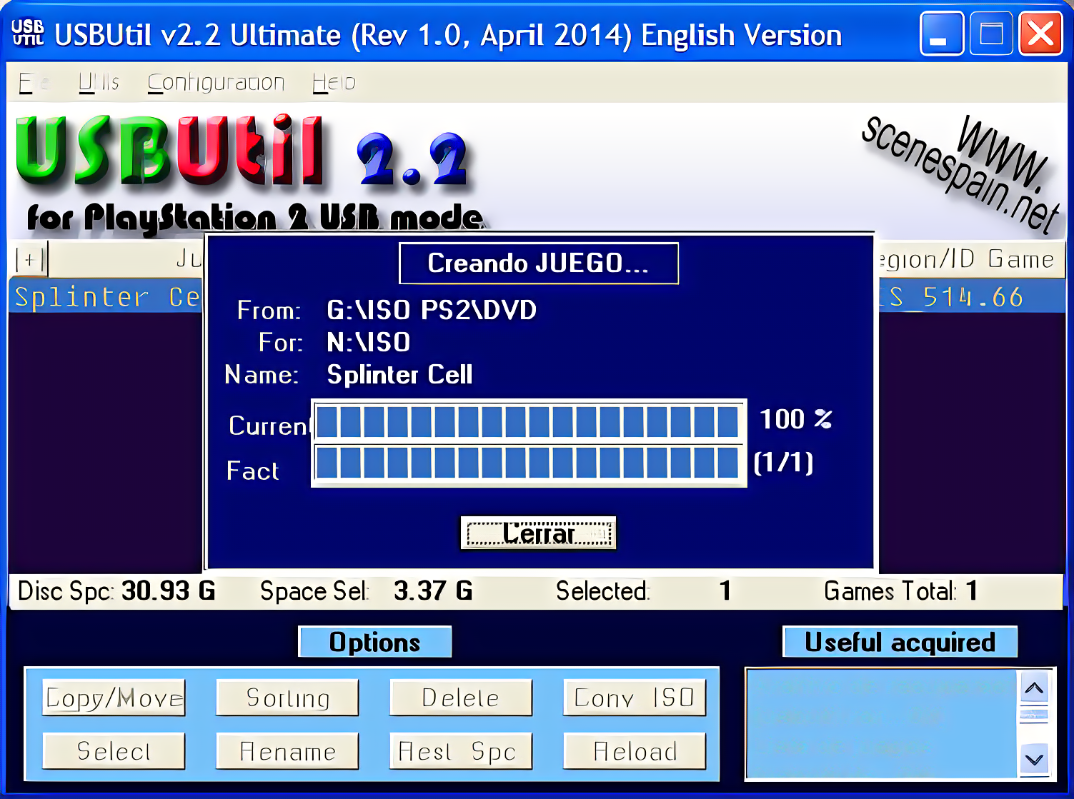 USB
UTIL
USBUtil v2.2 Ultimate (Rev 1.0, April 2014) English Version
Utils Configuration Help
USBUtil 2.2
for PlayStation 2 USB mode.
www.
scenespain.net
[+] Ju egion/ID Game
Splinter Ce S 514.66
Creando JUEGO...
From: G:\ISO PS2\DVD
For: N:\ISO
Name: Splinter Cell
Current 100 %
Fact (1/1)
Cerrar
Disc Spc: 30.93 G Space Sel: 3.37 G Selected: 1 Games Total: 1
Options Useful acquired
Copy/Move Sorting Delete Conv ISO
Select Rename Rest Spc Reload